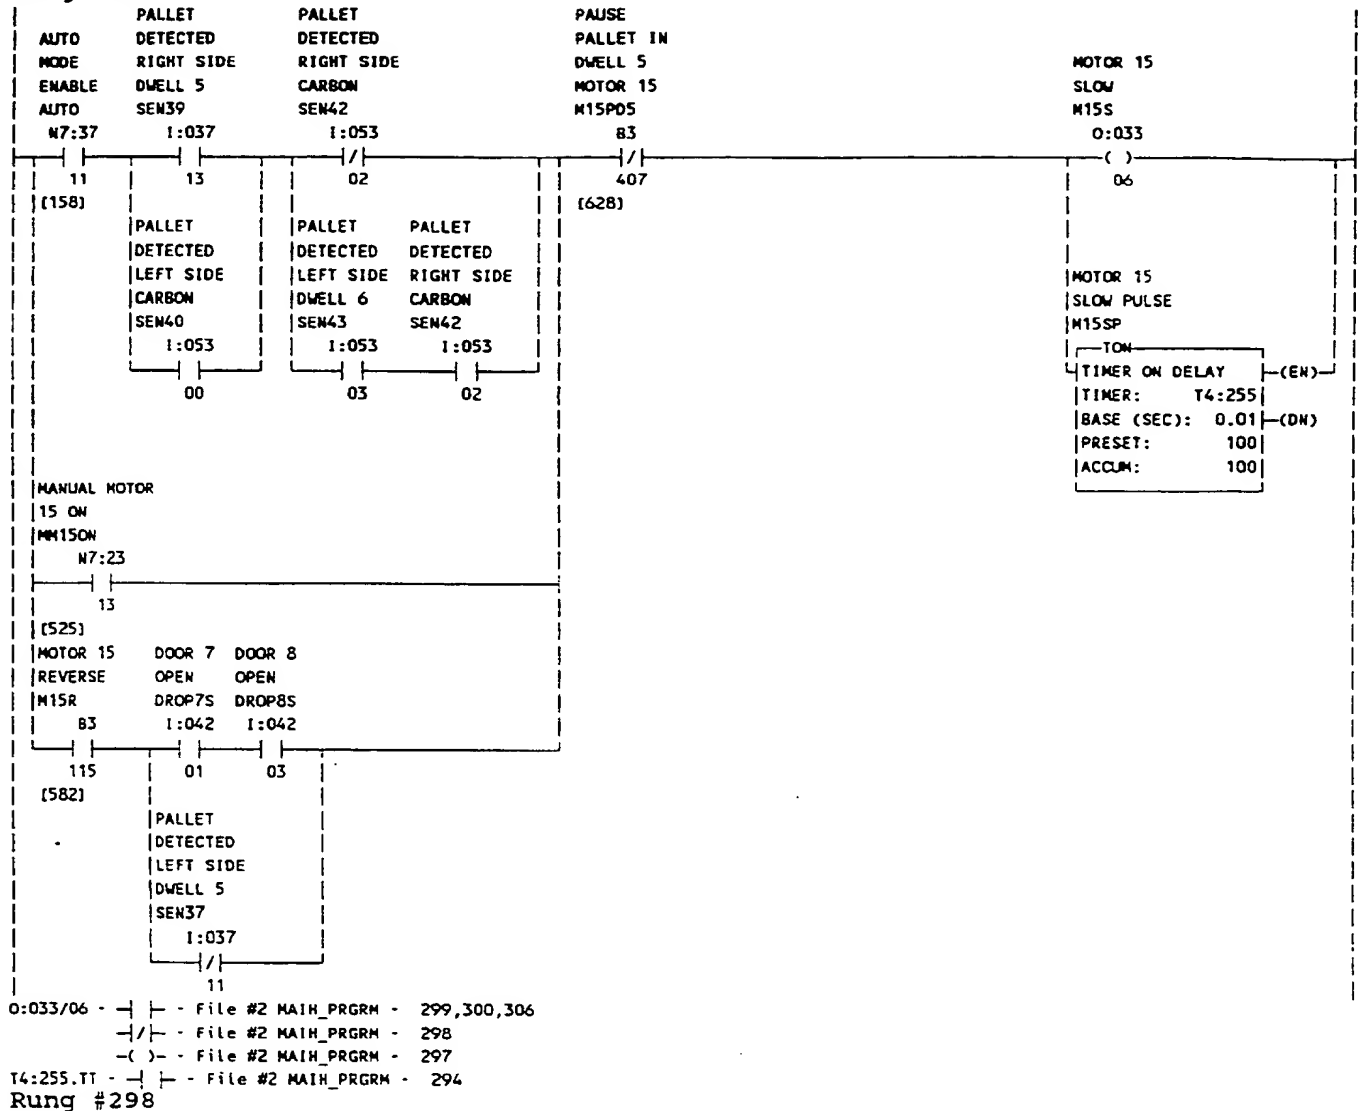 PALLET PALLET PAUSE
AUTO DETECTED DETECTED PALLET IN
MODE RIGHT SIDE RIGHT SIDE DWELL 5 MOTOR 15
ENABLE DWELL 5 CARBON MOTOR 15 SLOW
AUTO SEN39 SEN42 M15PD5 M15S
N7:37 I:037 I:053 B3 O:033
11 13 02 407 06
[158] [628]
PALLET PALLET PALLET
DETECTED DETECTED DETECTED
LEFT SIDE LEFT SIDE RIGHT SIDE MOTOR 15
CARBON DWELL 6 CARBON SLOW PULSE
SEN40 SEN43 SEN42 M15SP
I:053 I:053 I:053 TON
TIMER ON DELAY (EN)
00 03 02 TIMER: T4:255
BASE (SEC): 0.01 (DN)
PRESET: 100
ACCUM: 100
MANUAL MOTOR
15 ON
MM15ON
N7:23
13
[525]
MOTOR 15 DOOR 7 DOOR 8
REVERSE OPEN OPEN
M15R DROP7S DROP8S
B3 I:042 I:042
115 01 03
[582]
PALLET
DETECTED
LEFT SIDE
DWELL 5
SEN37
I:037
11
O:033/06 - ┤ ├ - File #2 MAIN_PRGRM - 299,300,306
┤/├ - File #2 MAIN_PRGRM - 298
-( )- - File #2 MAIN_PRGRM - 297
T4:255.TT - ┤ ├ - File #2 MAIN_PRGRM - 294
Rung #298